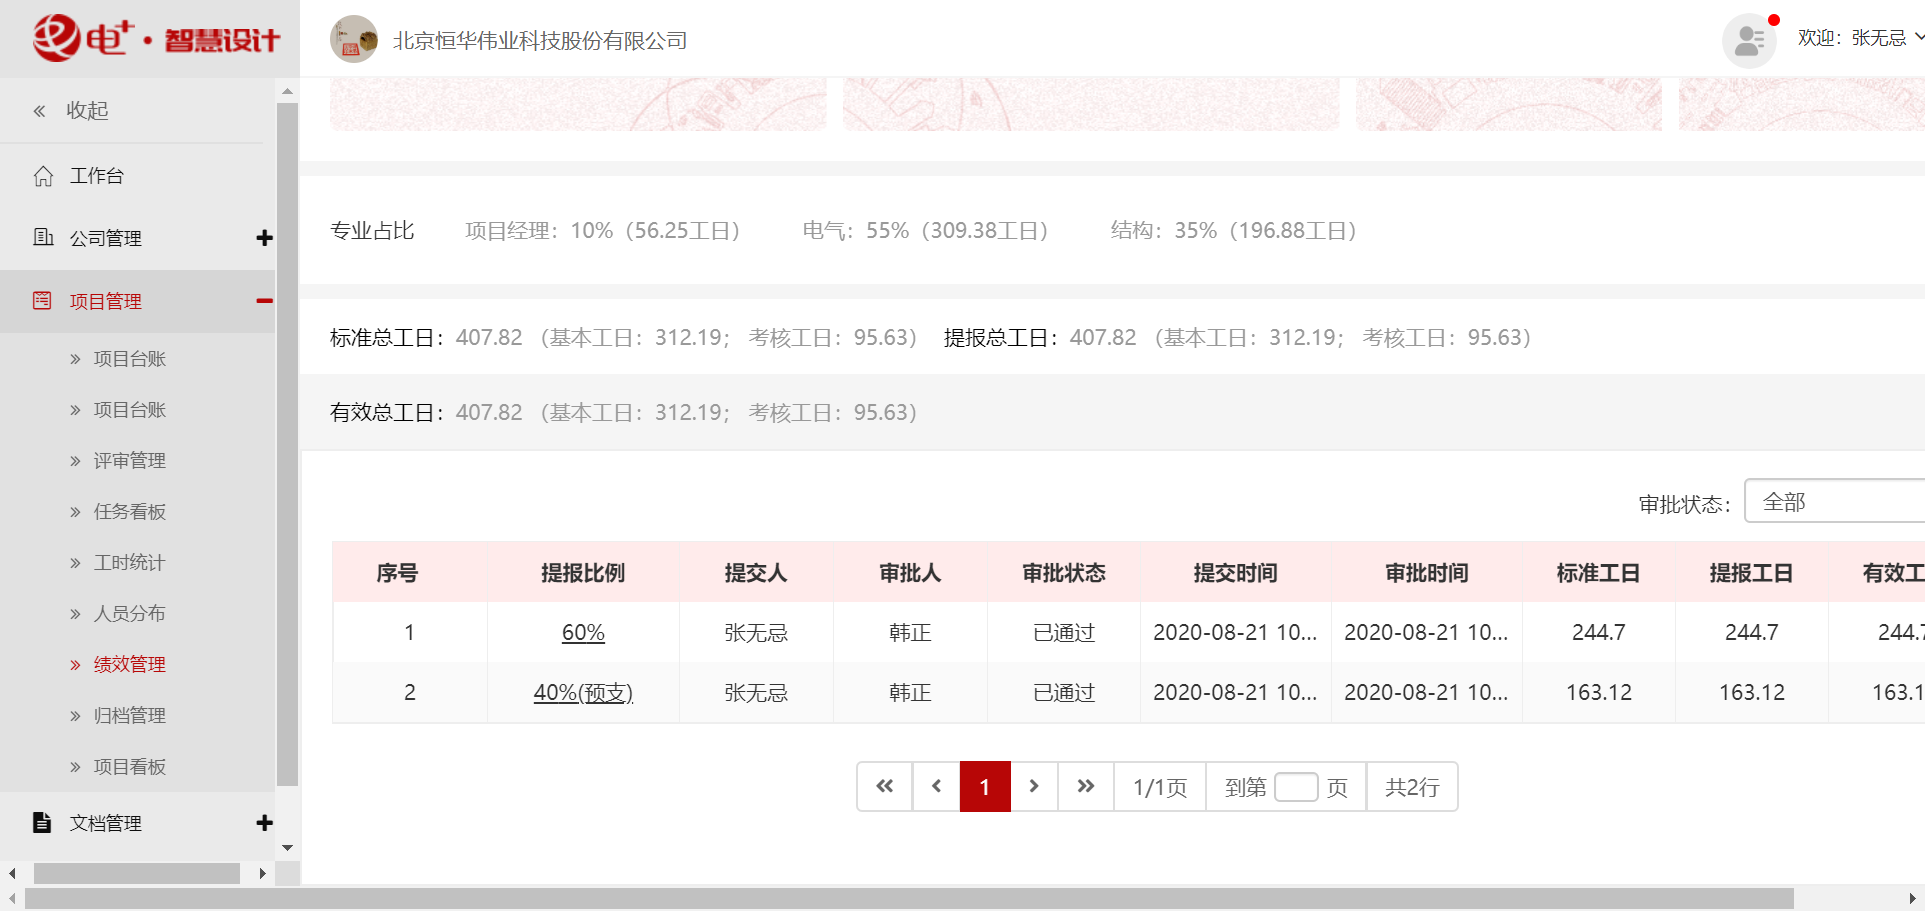 电+·智慧设计
北京恒华伟业科技股份有限公司
欢迎：张无忌
收起
工作台
公司管理
项目管理
项目台账
项目台账
评审管理
任务看板
工时统计
人员分布
绩效管理
归档管理
项目看板
文档管理
专业占比 项目经理：10%（56.25工日） 电气：55%（309.38工日） 结构：35%（196.88工日）
标准总工日：407.82 （基本工日：312.19； 考核工日：95.63） 提报总工日：407.82 （基本工日：312.19； 考核工日：95.63）
有效总工日：407.82 （基本工日：312.19； 考核工日：95.63）
审批状态： 全部
序号 提报比例 提交人 审批人 审批状态 提交时间 审批时间 标准工日 提报工日 有效工
1 60% 张无忌 韩正 已通过 2020-08-21 10... 2020-08-21 10... 244.7 244.7 244.7
2 40%(预支) 张无忌 韩正 已通过 2020-08-21 10... 2020-08-21 10... 163.12 163.12 163.1
1 1/1页 到第 页 共2行